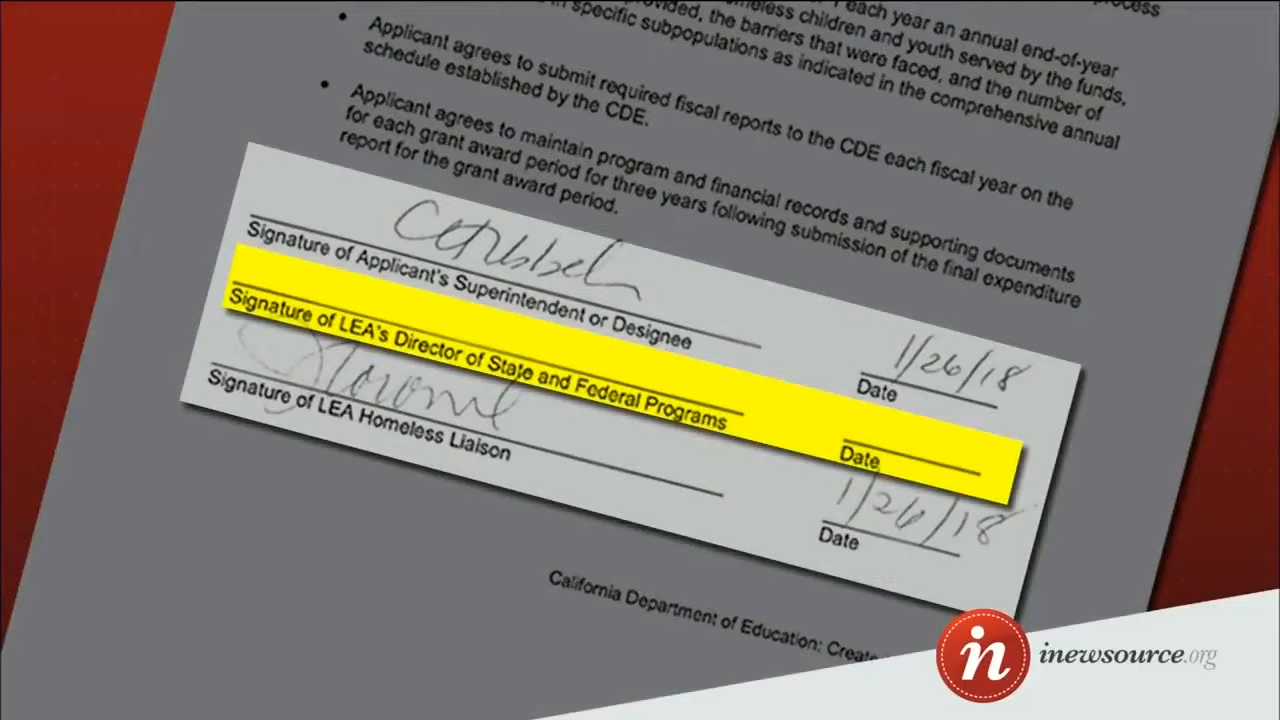 each year an annual end-of-year
process
homeless children and youth served by the funds,
provided, the barriers that were faced, and the number of
in specific subpopulations as indicated in the comprehensive annual
• Applicant agrees to submit required fiscal reports to the CDE each fiscal year on the
schedule established by the CDE.
• Applicant agrees to maintain program and financial records and supporting documents
for each grant award period for three years following submission of the final expenditure
report for the grant award period.
Signature of Applicant's Superintendent or Designee
1/26/18
Date
Signature of LEA's Director of State and Federal Programs
Date
Signature of LEA Homeless Liaison
1/26/18
Date
California Department of Education: Create
in inewsource.org